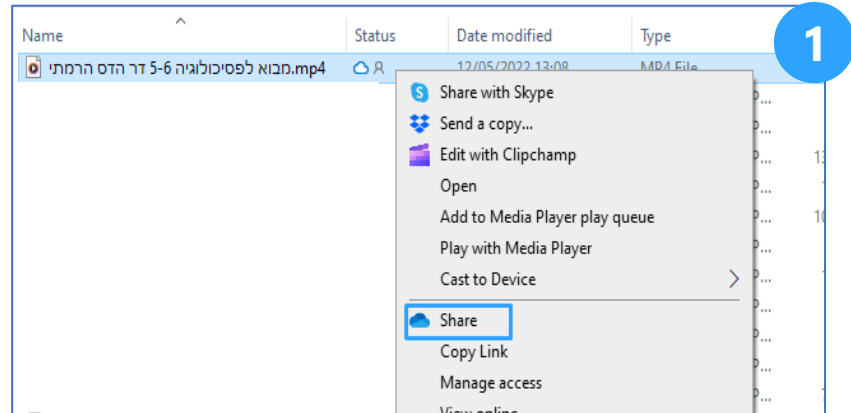 1
Name Status Date modified Type
מבוא לפסיכולוגיה 5-6 דר הדס הרמתי.mp4 12/05/2022 13:08 MP4 File
Share with Skype
Send a copy...
Edit with Clipchamp
Open
Add to Media Player play queue
Play with Media Player
Cast to Device
Share
Copy Link
Manage access
View online